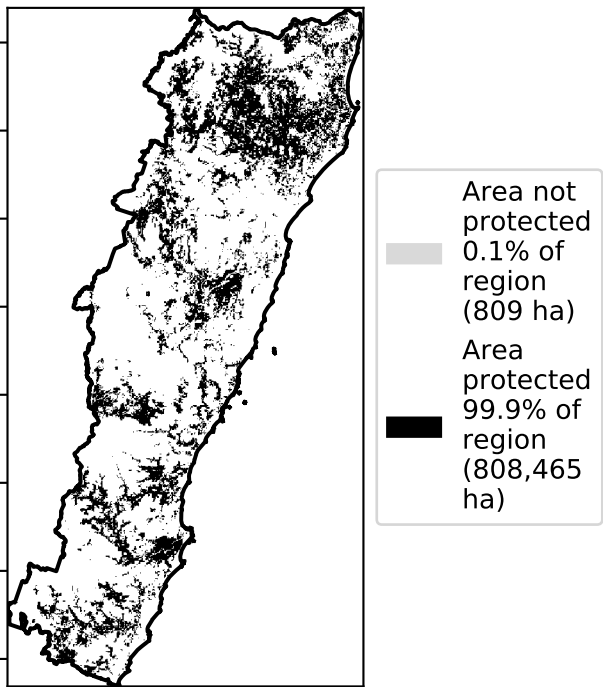 Area not
protected
0.1% of
region
(809 ha)
Area
protected
99.9% of
region
(808,465
ha)